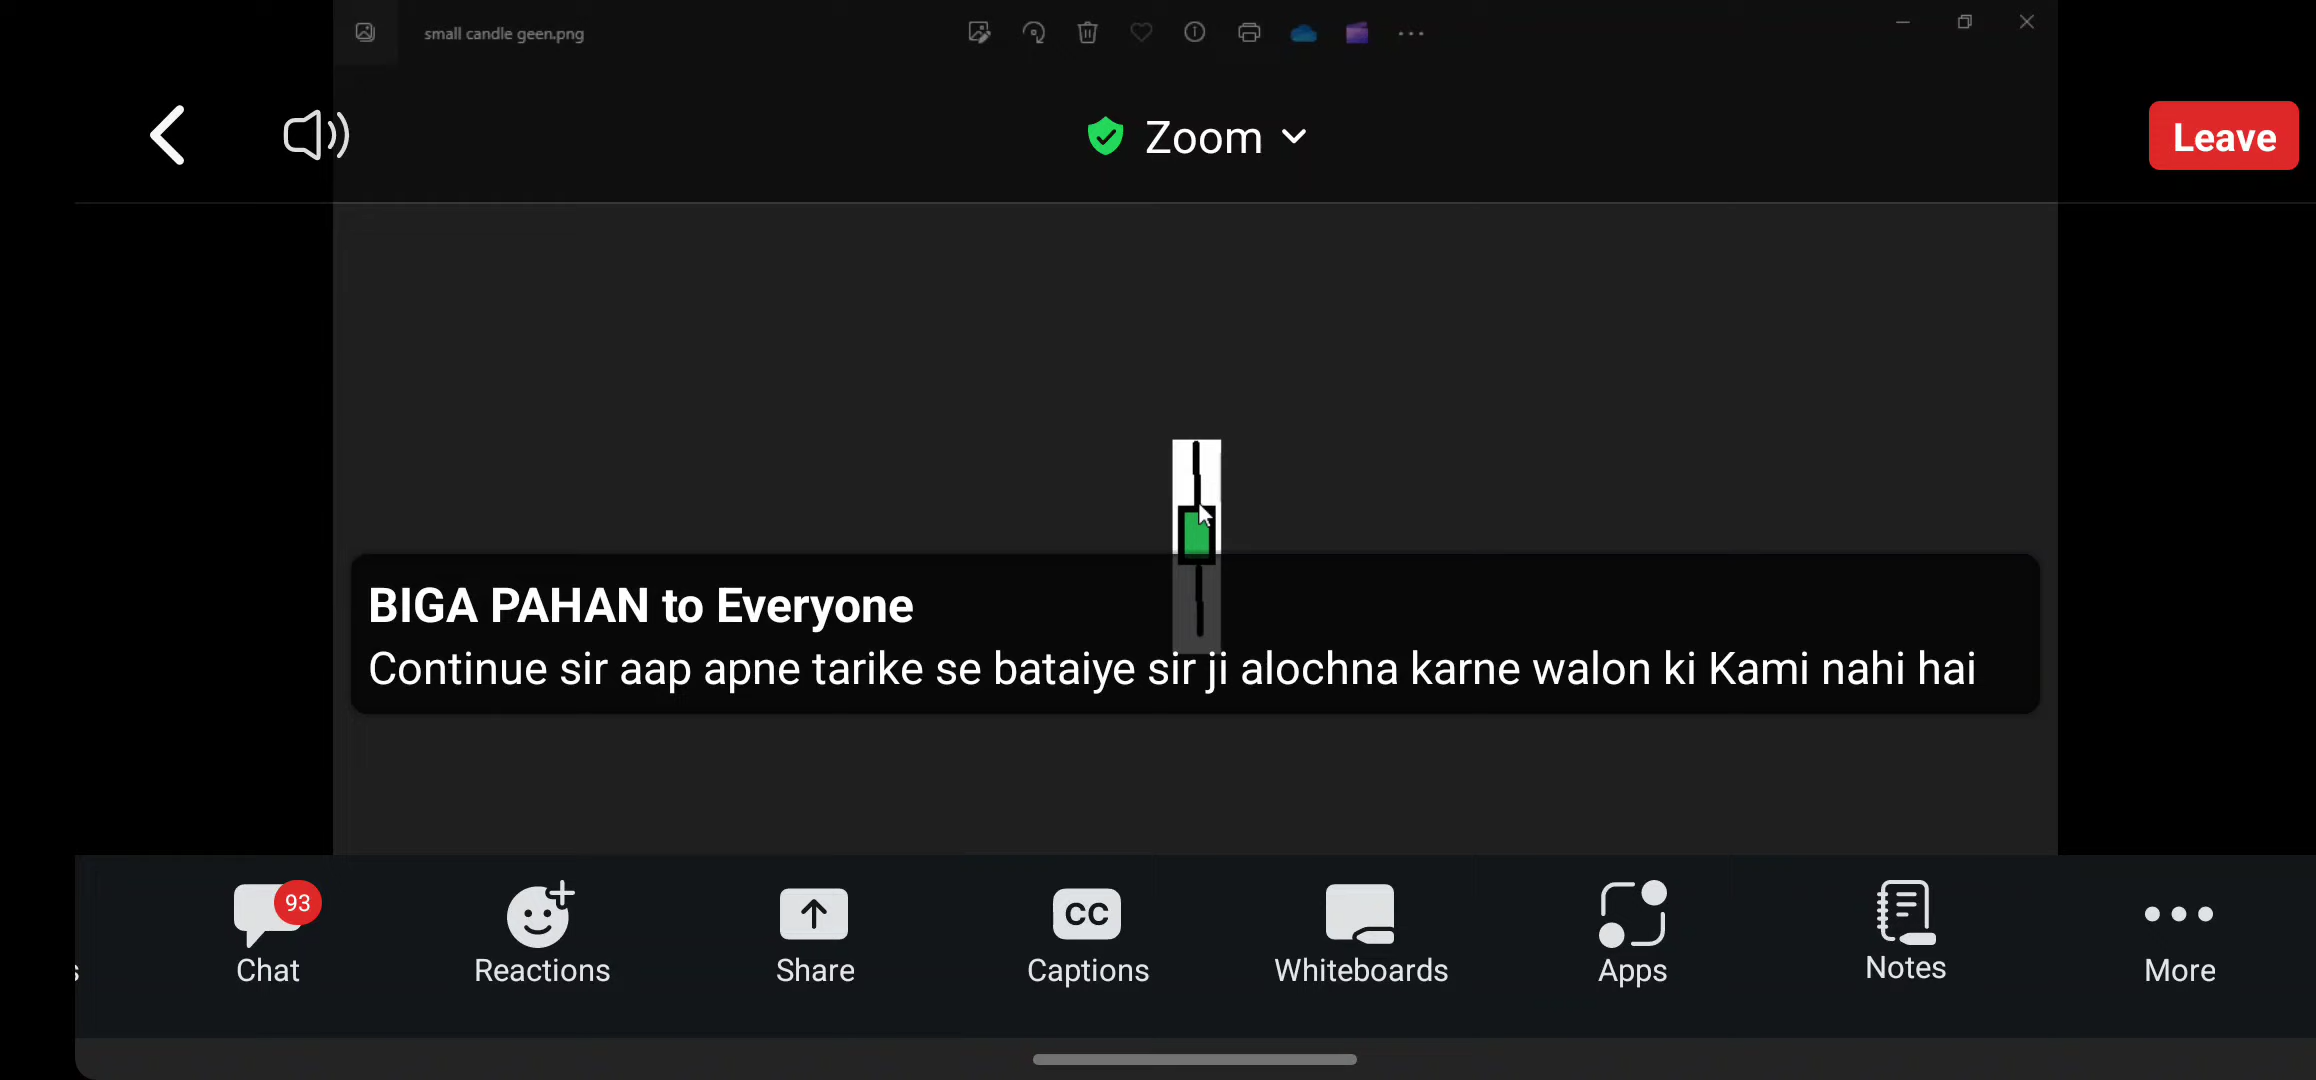 small candle geen.png
Zoom
Leave
BIGA PAHAN to Everyone
Continue sir aap apne tarike se bataiye sir ji alochna karne walon ki Kami nahi hai
s
93
CC
Chat
Reactions
Share
Captions
Whiteboards
Apps
Notes
More